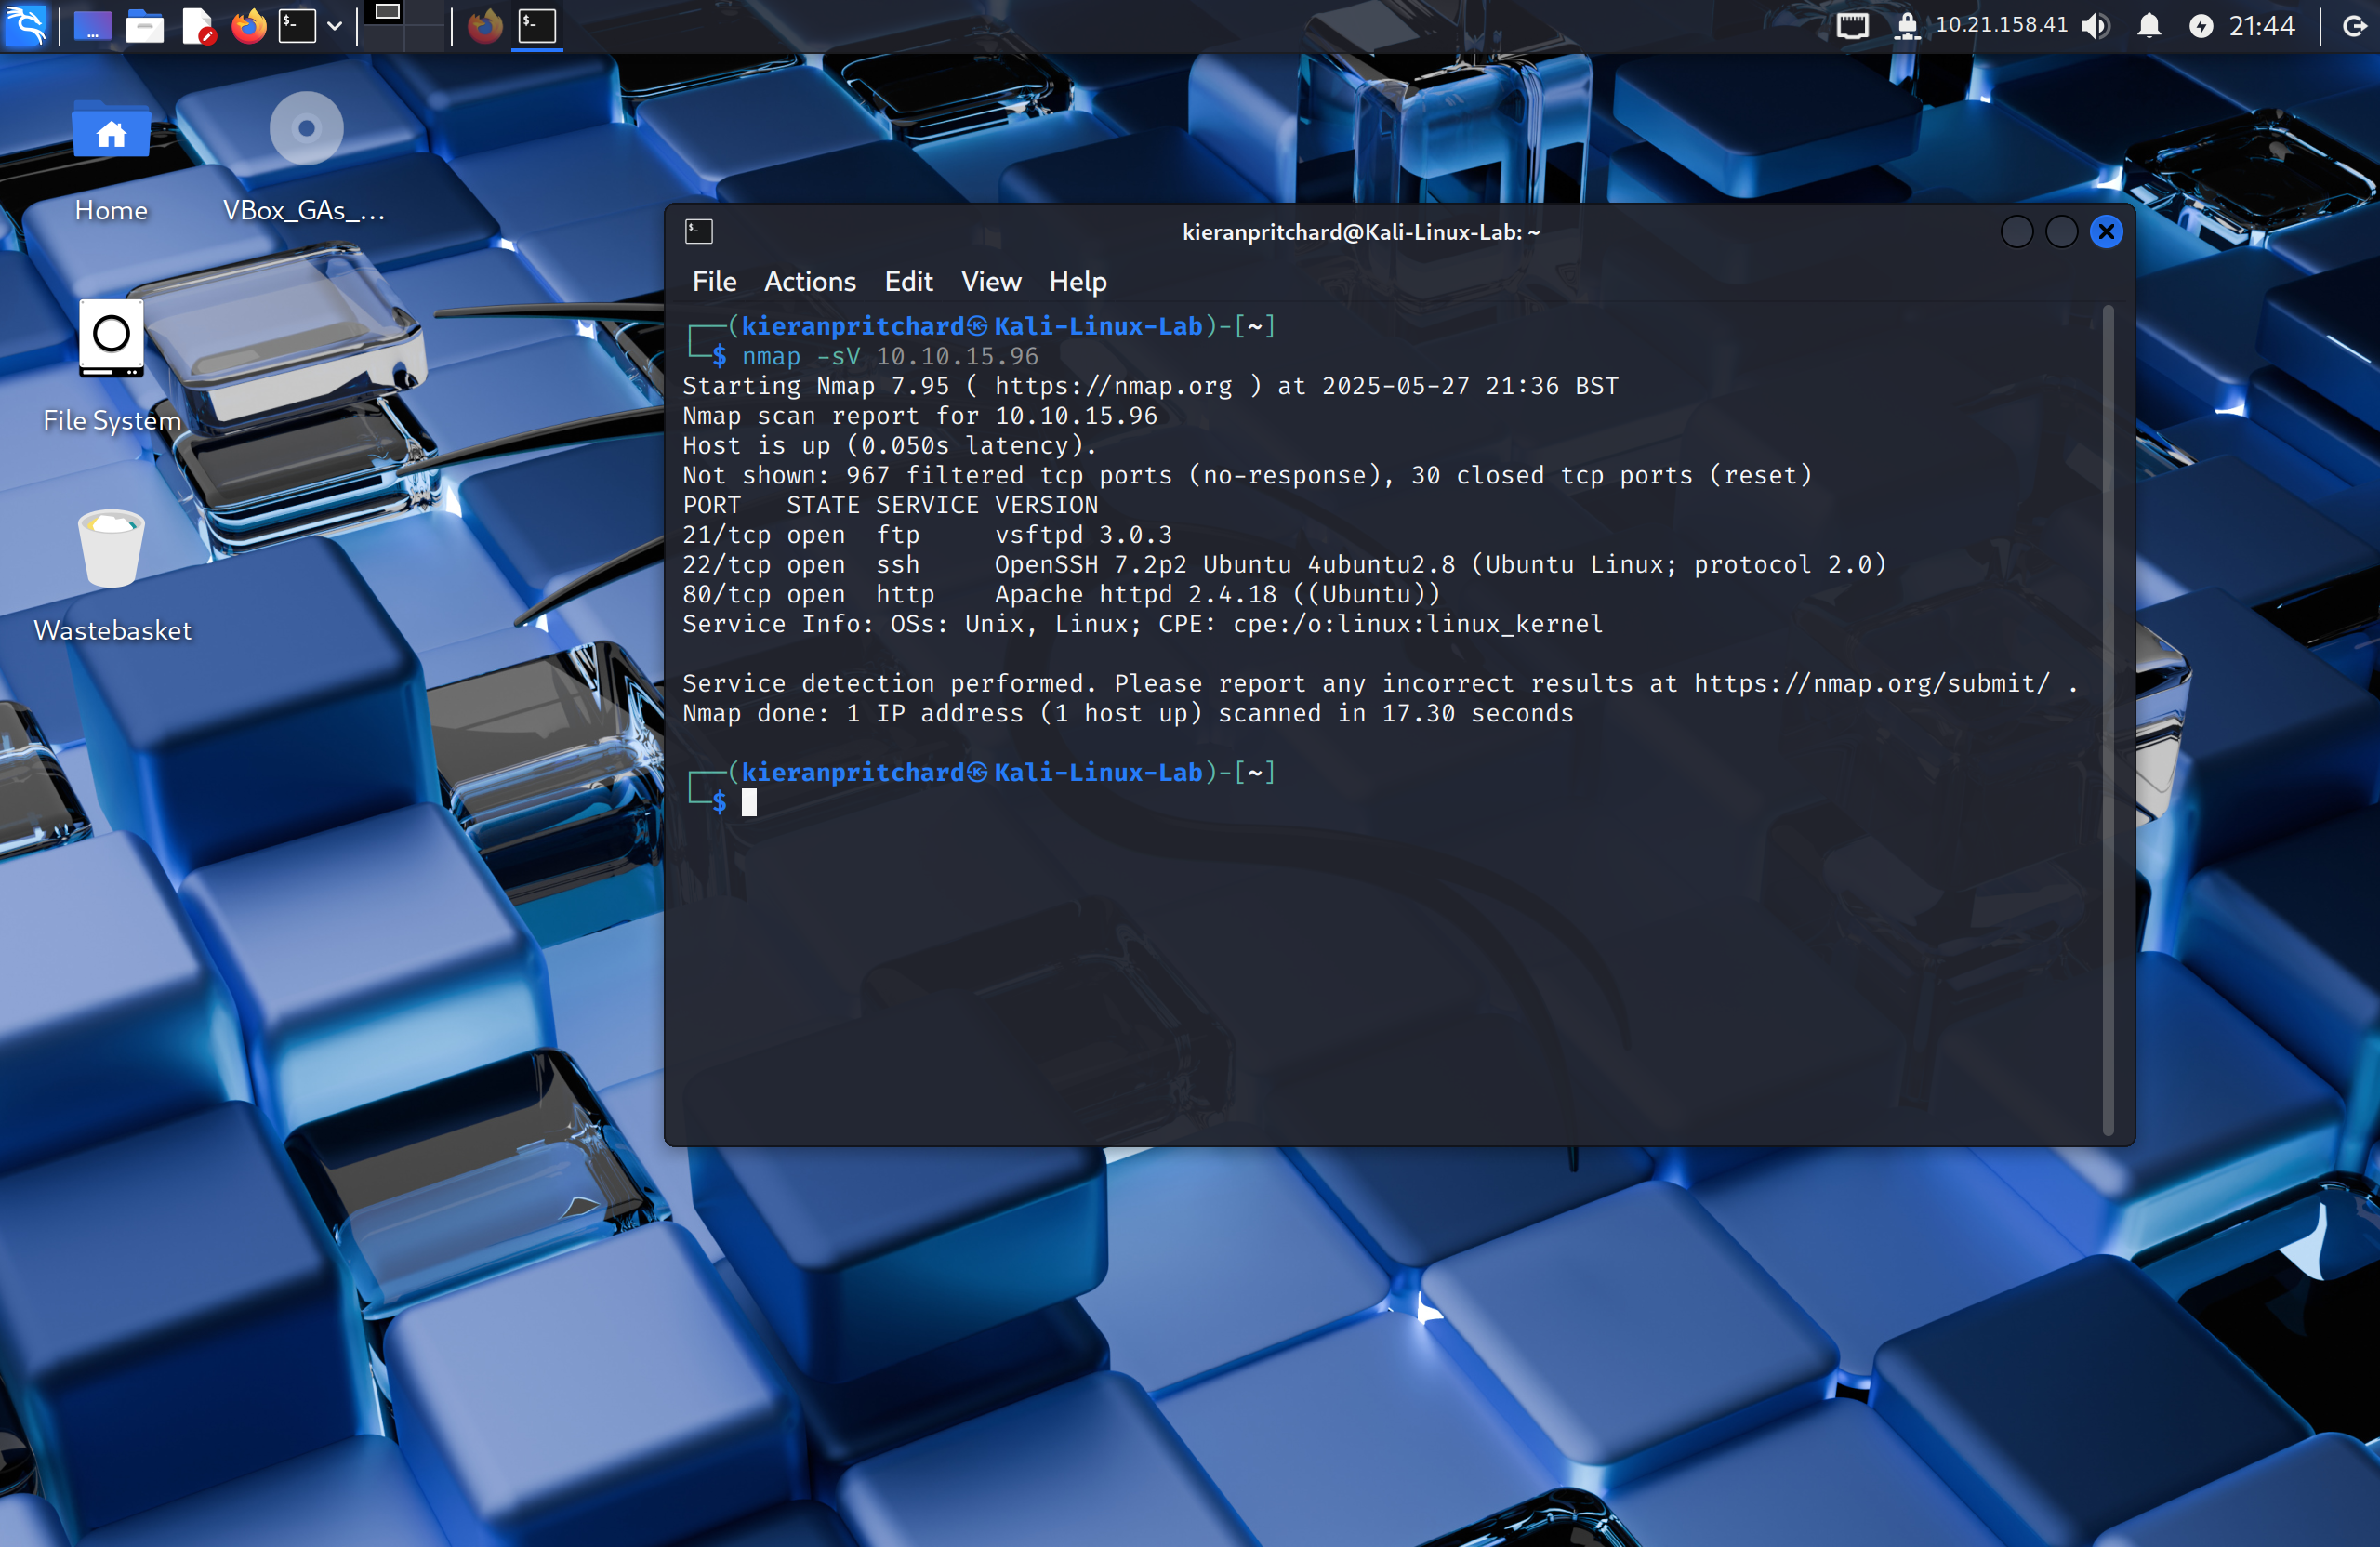 10.21.158.41 21:44
Home
VBox_GAs_...
File System
Wastebasket
kieranpritchard@Kali-Linux-Lab: ~
File Actions Edit View Help
┌──(kieranpritchard㉿Kali-Linux-Lab)-[~]
└─$ nmap -sV 10.10.15.96
Starting Nmap 7.95 ( https://nmap.org ) at 2025-05-27 21:36 BST
Nmap scan report for 10.10.15.96
Host is up (0.050s latency).
Not shown: 967 filtered tcp ports (no-response), 30 closed tcp ports (reset)
PORT   STATE SERVICE VERSION
21/tcp open  ftp     vsftpd 3.0.3
22/tcp open  ssh     OpenSSH 7.2p2 Ubuntu 4ubuntu2.8 (Ubuntu Linux; protocol 2.0)
80/tcp open  http    Apache httpd 2.4.18 ((Ubuntu))
Service Info: OSs: Unix, Linux; CPE: cpe:/o:linux:linux_kernel
Service detection performed. Please report any incorrect results at https://nmap.org/submit/ .
Nmap done: 1 IP address (1 host up) scanned in 17.30 seconds
┌──(kieranpritchard㉿Kali-Linux-Lab)-[~]
└─$